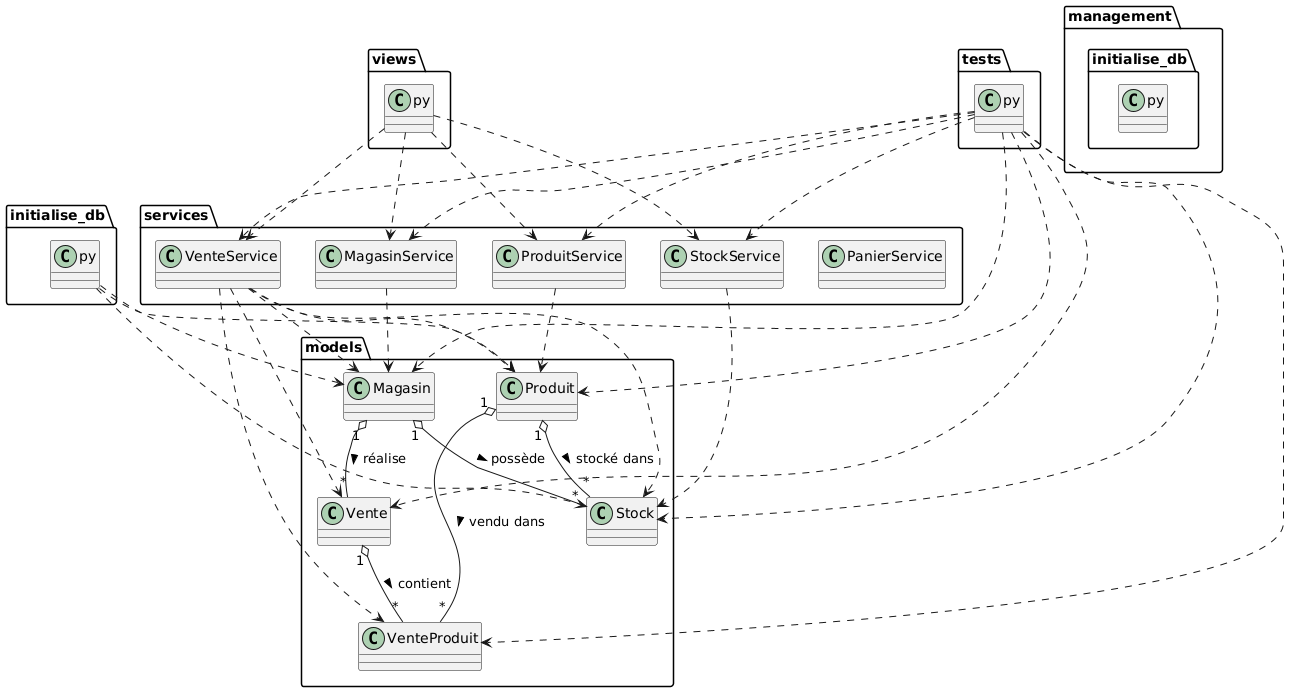 management
views
tests
initialise_db
C py
C py
C py
initialise_db
services
C py
C VenteService
C MagasinService
C ProduitService
C StockService
C PanierService
models
C Magasin
C Produit
1
1
1
1
réalise
possède
stocké dans
*
*
*
C Vente
C Stock
vendu dans
1
contient
*
*
C VenteProduit